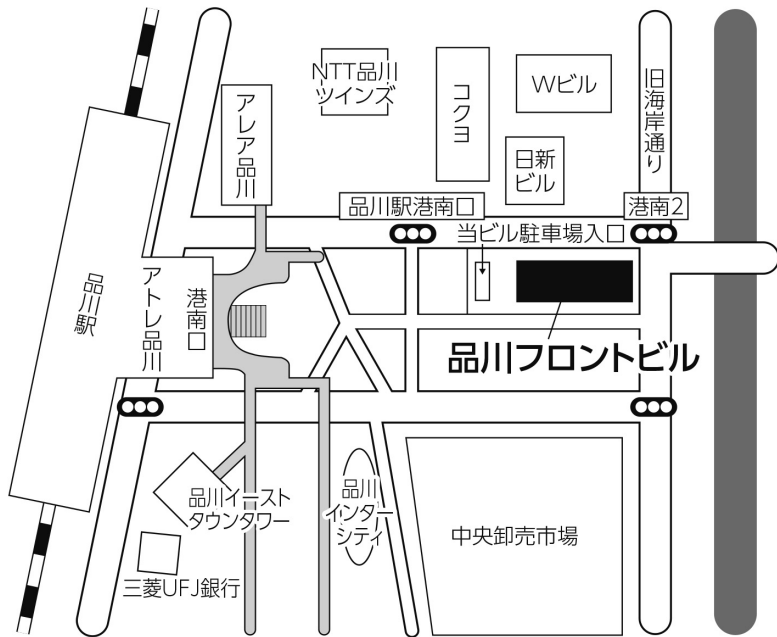 NTT品川
ツインズ
アレア品川
コクヨ
Wビル
日新
ビル
旧海岸通り
品川駅港南口
港南2
当ビル駐車場入口
品川駅
アトレ品川
港南口
品川フロントビル
品川イースト
タウンタワー
品川
インター
シティ
中央卸売市場
三菱UFJ銀行